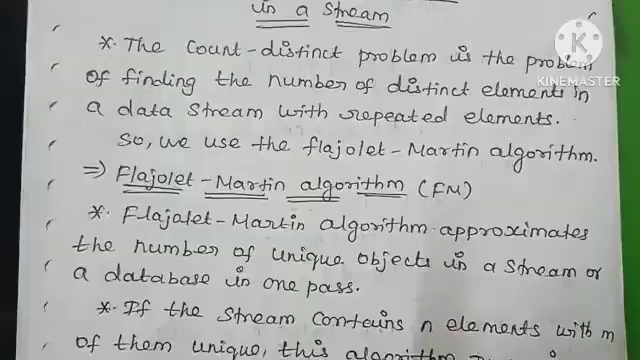 in a Stream
*. The Count-distinct problem is the problem
of finding the number of distinct elements in
a data Stream with repeated elements.
So, we use the flajolet-Martin algorithm.
⇒ Flajolet-Martin algorithm (FM)
*. Flajalet-Martin algorithm approximates
the number of unique objects in a Stream or
a database in one pass.
*. If the Stream contains n elements with m
of them unique, this algorithm
KINEMASTER